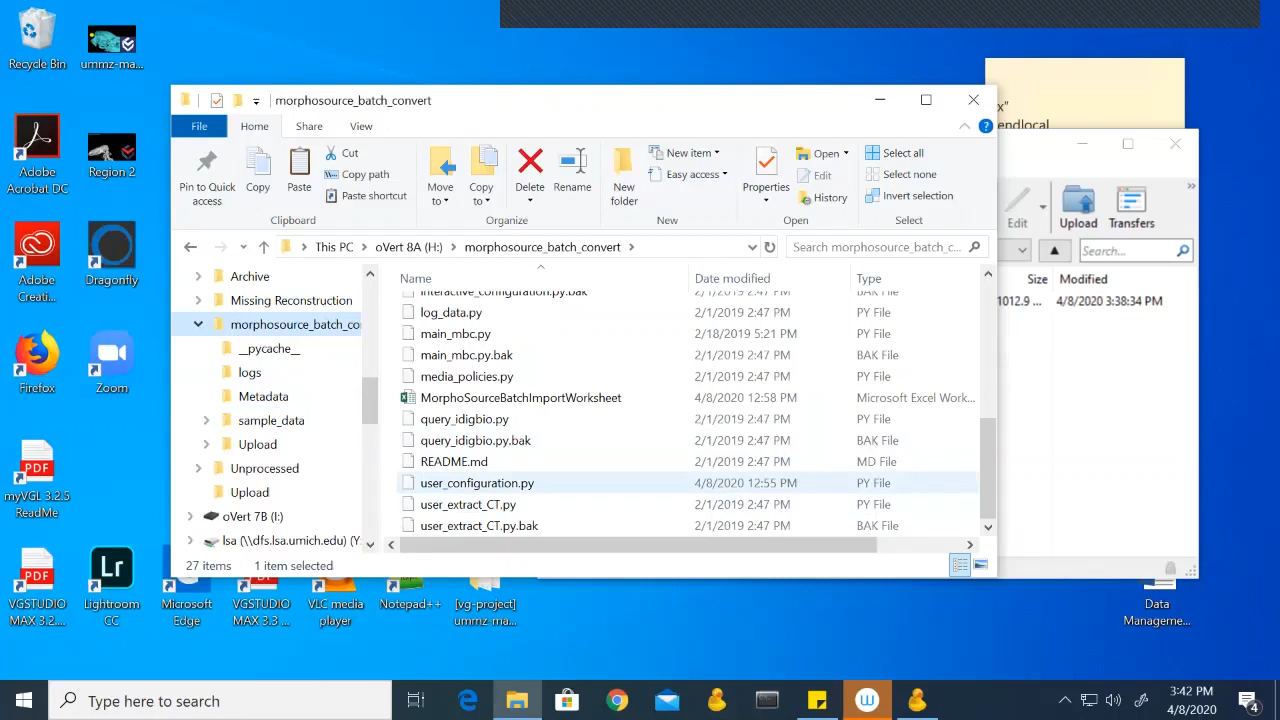 Recycle Bin
ummz-ma...
Adobe
Acrobat DC
Region 2
Adobe
Creati...
Dragonfly
Firefox
Zoom
myVGL 3.2.5
ReadMe
VGSTUDIO
MAX 3.2....
Lightroom
CC
Microsoft
Edge
VGSTUDIO
MAX 3.3 ...
VLC media
player
Notepad++
[vg-project]
ummz-ma...
Data
Manageme...
morphosource_batch_convert
File
Home
Share
View
Pin to Quick
access
Copy
Paste
Cut
Copy path
Paste shortcut
Clipboard
Move
to
Copy
to
Delete
Rename
Organize
New
folder
New item
Easy access
New
Properties
Open
Edit
History
Open
Select all
Select none
Invert selection
Select
This PC > oVert 8A (H:) > morphosource_batch_convert >
Search morphosource_batch_c...
Archive
Missing Reconstruction
morphosource_batch_co
__pycache__
logs
Metadata
sample_data
Upload
Unprocessed
Upload
oVert 7B (I:)
lsa (\\dfs.lsa.umich.edu) (Y
Name Date modified Type
interactive_configuration.py.bak 2/1/2019 2:47 PM BAK File
log_data.py 2/1/2019 2:47 PM PY File
main_mbc.py 2/18/2019 5:21 PM PY File
main_mbc.py.bak 2/1/2019 2:47 PM BAK File
media_policies.py 2/1/2019 2:47 PM PY File
MorphoSourceBatchImportWorksheet 4/8/2020 12:58 PM Microsoft Excel Work...
query_idigbio.py 2/1/2019 2:47 PM PY File
query_idigbio.py.bak 2/1/2019 2:47 PM BAK File
README.md 2/1/2019 2:47 PM MD File
user_configuration.py 4/8/2020 12:55 PM PY File
user_extract_CT.py 2/1/2019 2:47 PM PY File
user_extract_CT.py.bak 2/1/2019 2:47 PM BAK File
27 items 1 item selected
x"
endlocal
Edit
Upload
Transfers
Search...
Size Modified
1012.9 ... 4/8/2020 3:38:34 PM
Type here to search
3:42 PM
4/8/2020
4